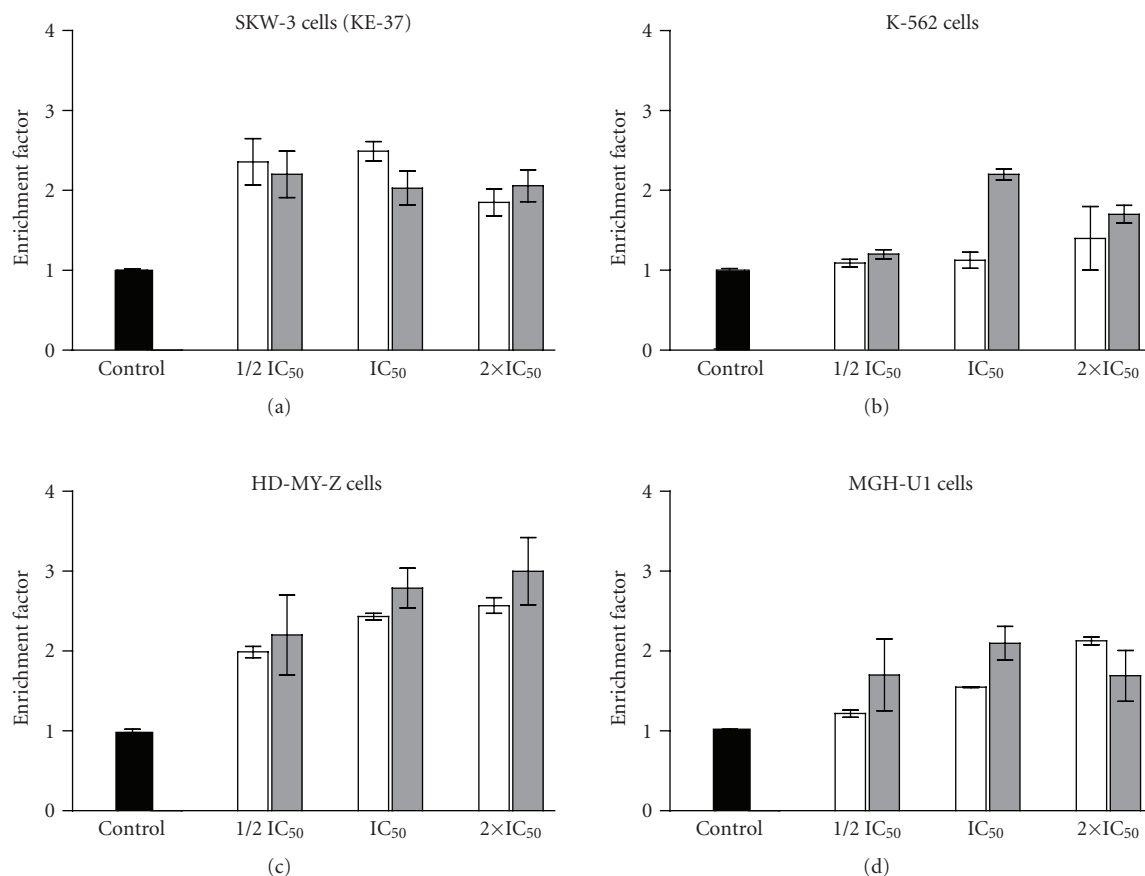 SKW-3 cells (KE-37)
Enrichment factor
4
3
2
1
0
Control 1/2 IC₅₀ IC₅₀ 2×IC₅₀
(a)
K-562 cells
Enrichment factor
4
3
2
1
0
Control 1/2 IC₅₀ IC₅₀ 2×IC₅₀
(b)
HD-MY-Z cells
Enrichment factor
4
3
2
1
0
Control 1/2 IC₅₀ IC₅₀ 2×IC₅₀
(c)
MGH-U1 cells
Enrichment factor
4
3
2
1
0
Control 1/2 IC₅₀ IC₅₀ 2×IC₅₀
(d)